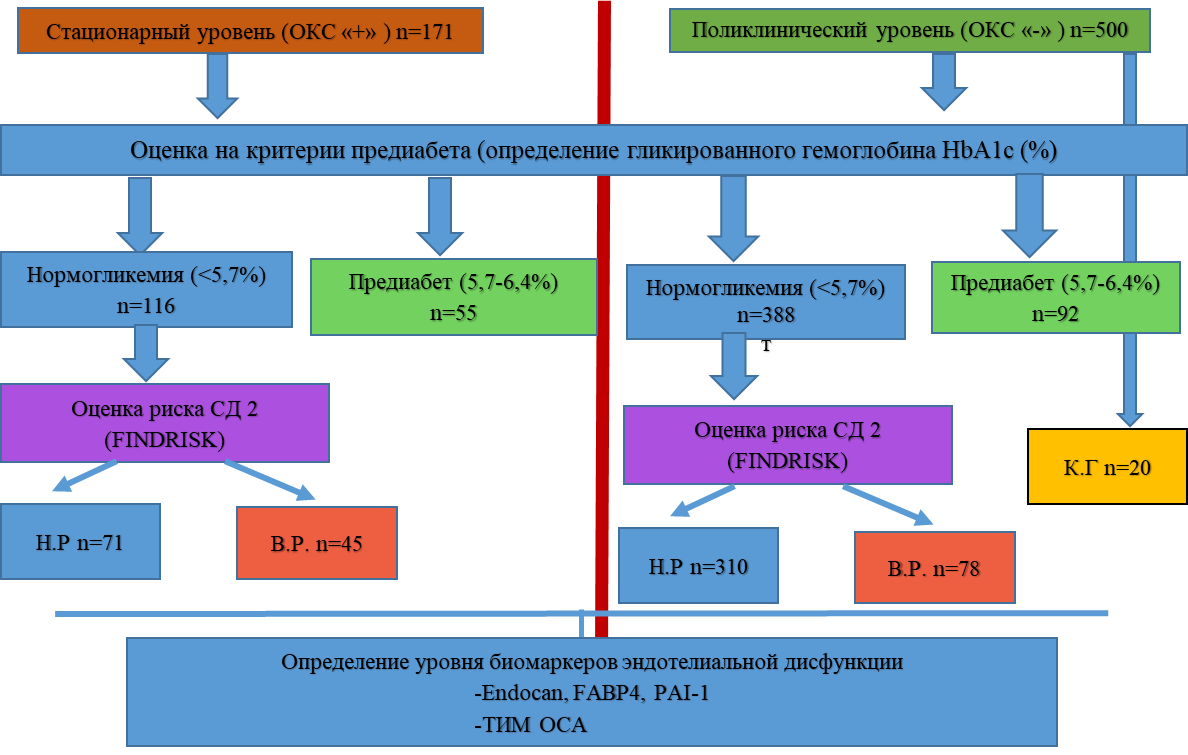 Стационарный уровень (ОКС «+» ) n=171
Поликлинический уровень (ОКС «-» ) n=500
Оценка на критерии предиабета (определение гликированного гемоглобина HbA1c (%)
Нормогликемия (<5,7%)
n=116
Предиабет (5,7-6,4%)
n=55
Нормогликемия (<5,7%)
n=388
т
Предиабет (5,7-6,4%)
n=92
Оценка риска СД 2
(FINDRISK)
Оценка риска СД 2
(FINDRISK)
К.Г n=20
Н.Р n=71
В.Р. n=45
Н.Р n=310
В.Р. n=78
Определение уровня биомаркеров эндотелиальной дисфункции
-Endocan, FABP4, PAI-1
-ТИМ ОСА